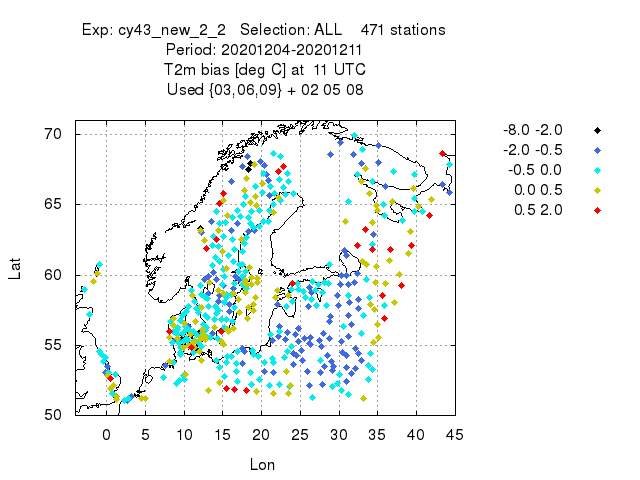 Exp: cy43_new_2_2 Selection: ALL 471 stations
Period: 20201204-20201211
T2m bias [deg C] at 11 UTC
Used {03,06,09} + 02 05 08
70
65
60
55
50
Lat
0 5 10 15 20 25 30 35 40 45
Lon
-8.0 -2.0
-2.0 -0.5
-0.5 0.0
0.0 0.5
0.5 2.0